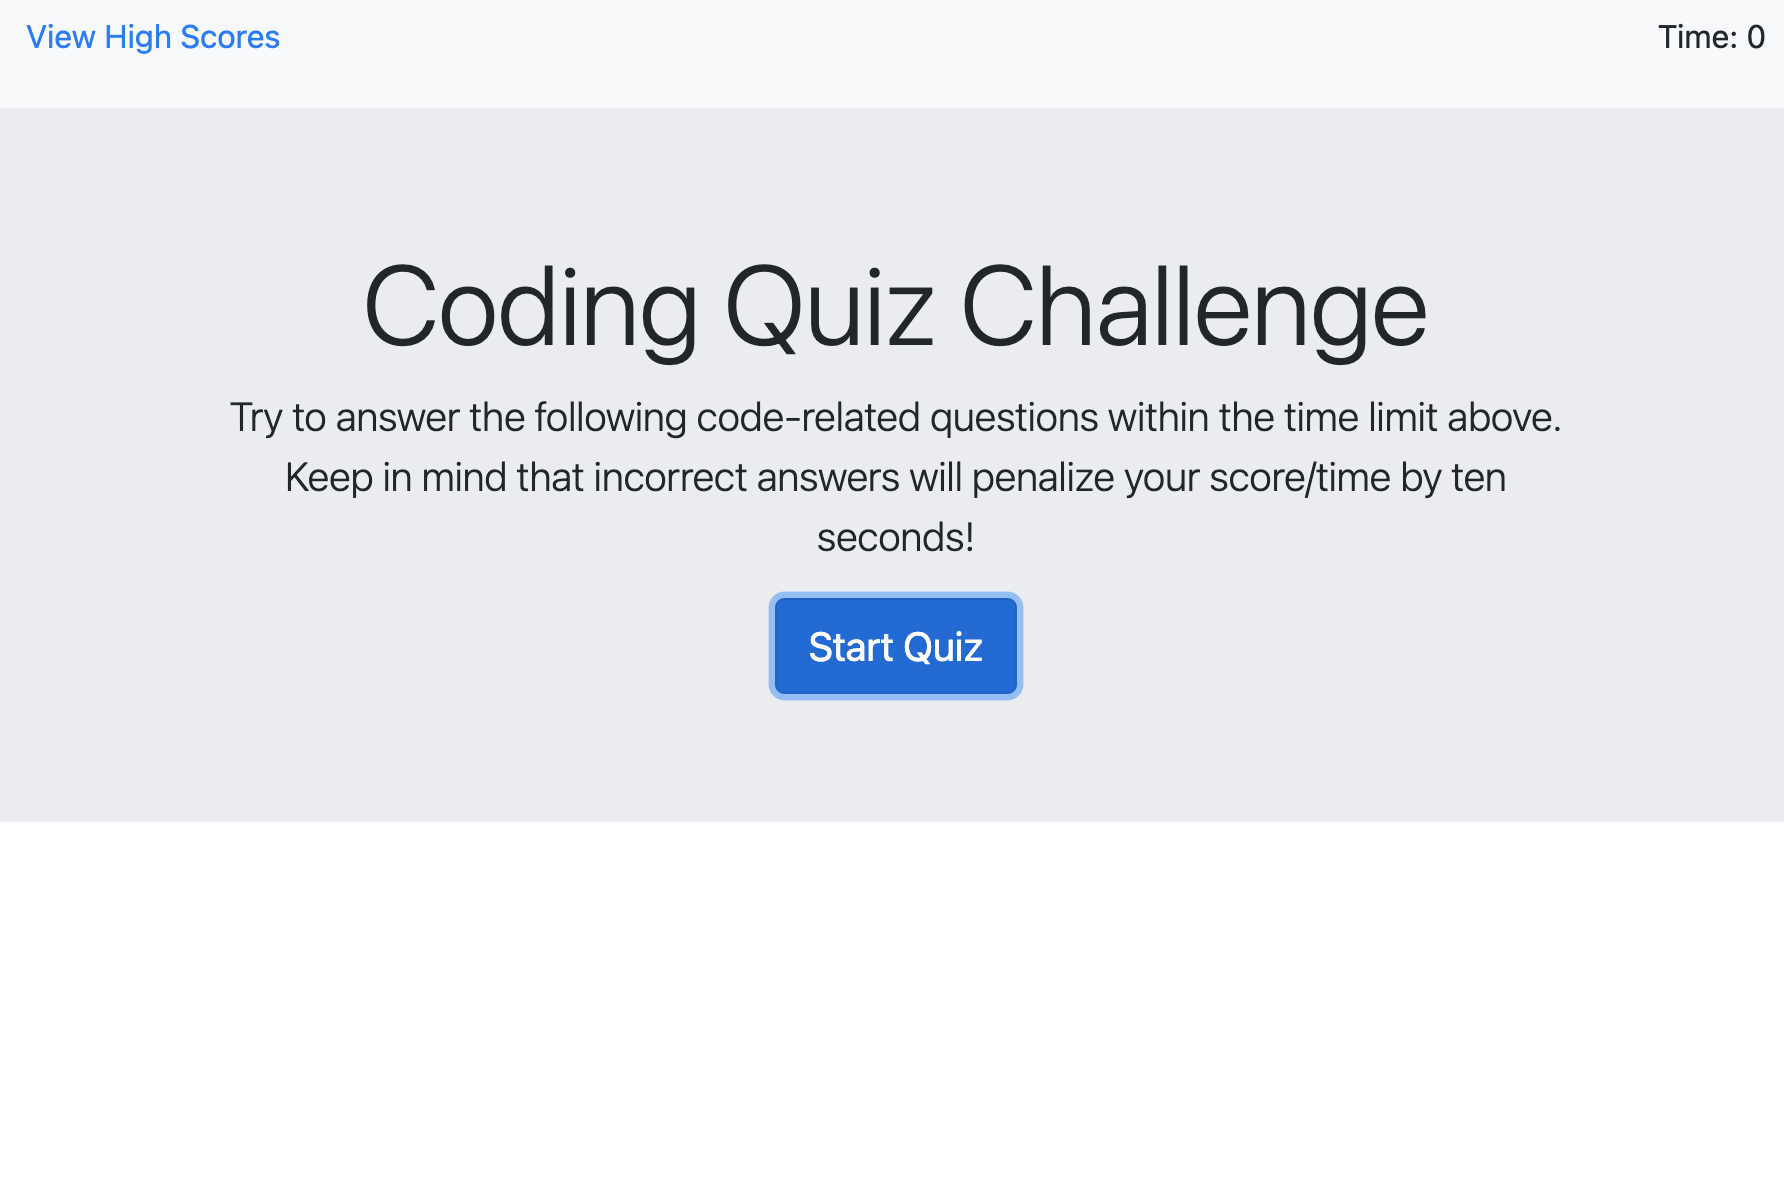 View High Scores
Time: 0
Coding Quiz Challenge
Try to answer the following code-related questions within the time limit above.
Keep in mind that incorrect answers will penalize your score/time by ten
seconds!
Start Quiz